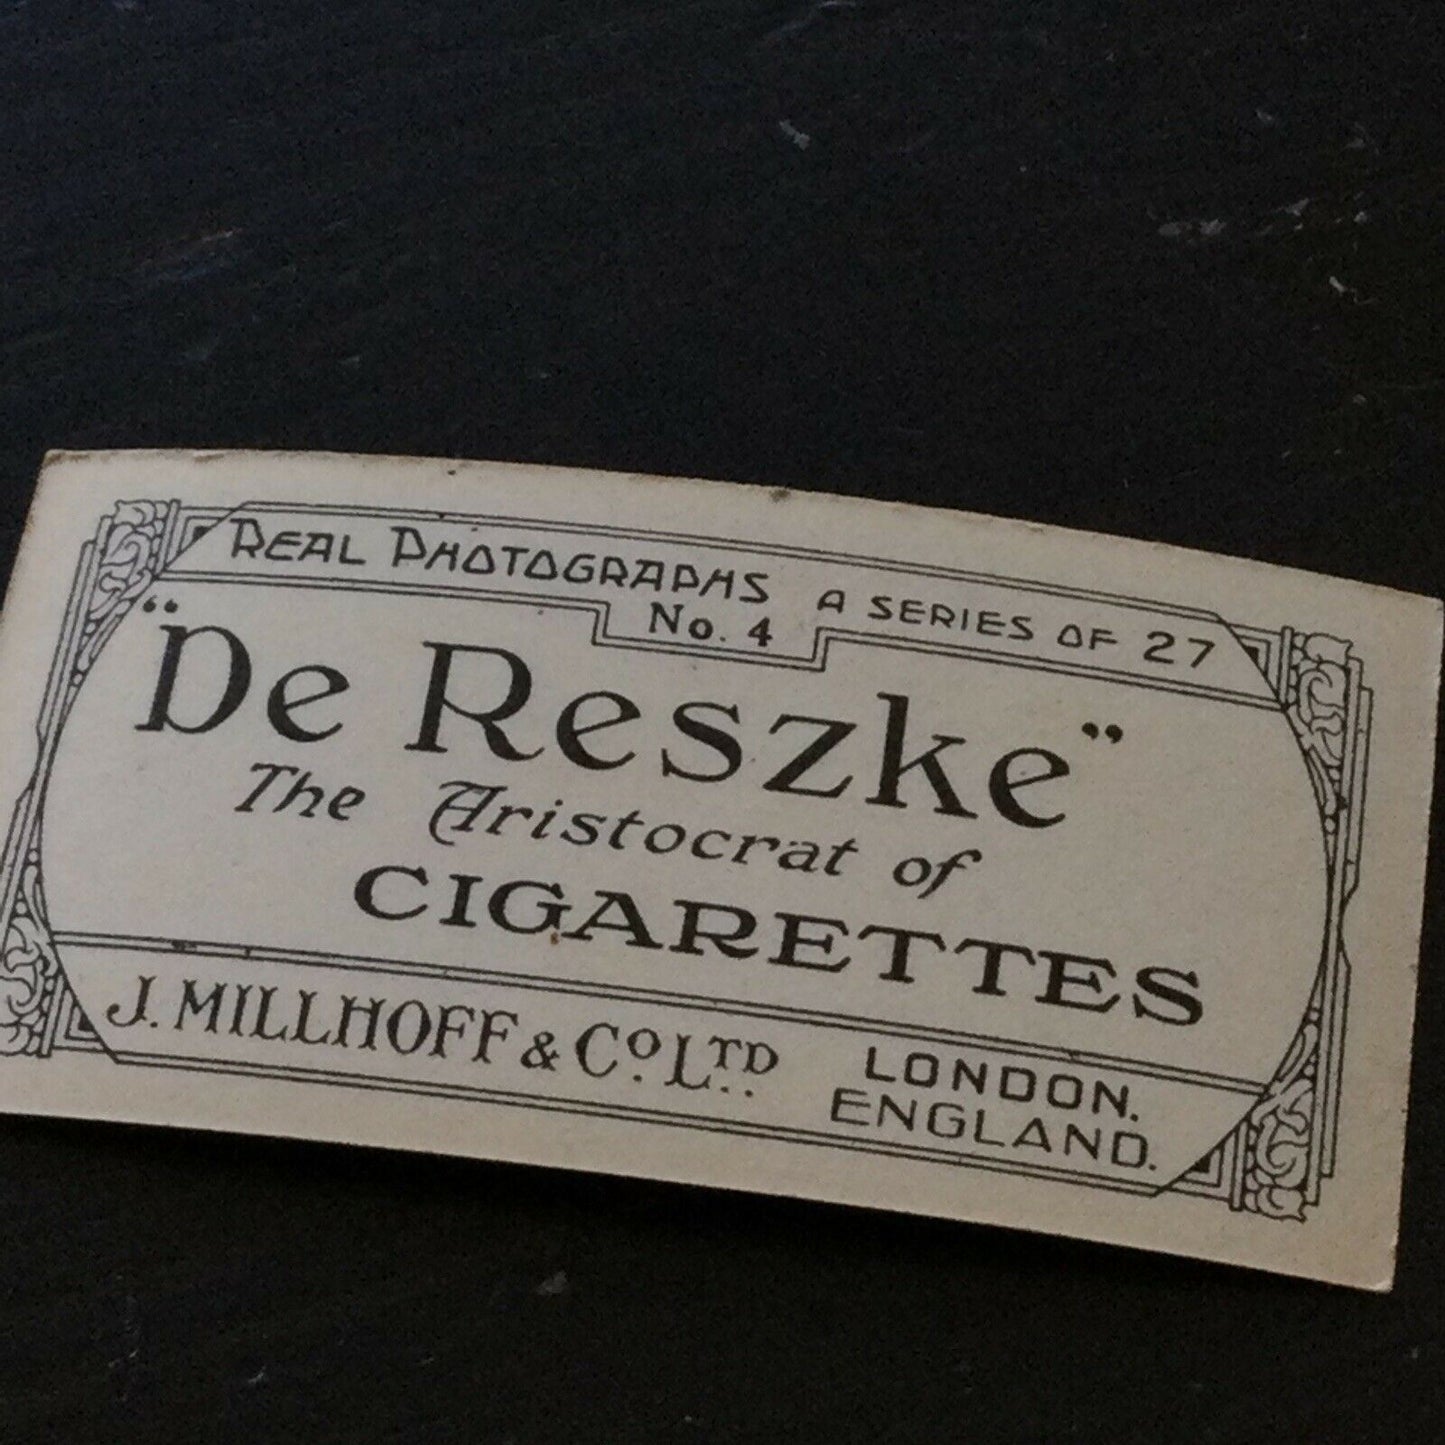 REAL PHOTOGRAPHS A SERIES OF 27
No. 4
"De Reszke"
The Aristocrat of
CIGARETTES
J. MILLHOFF & Co. LTD. LONDON.
ENGLAND.